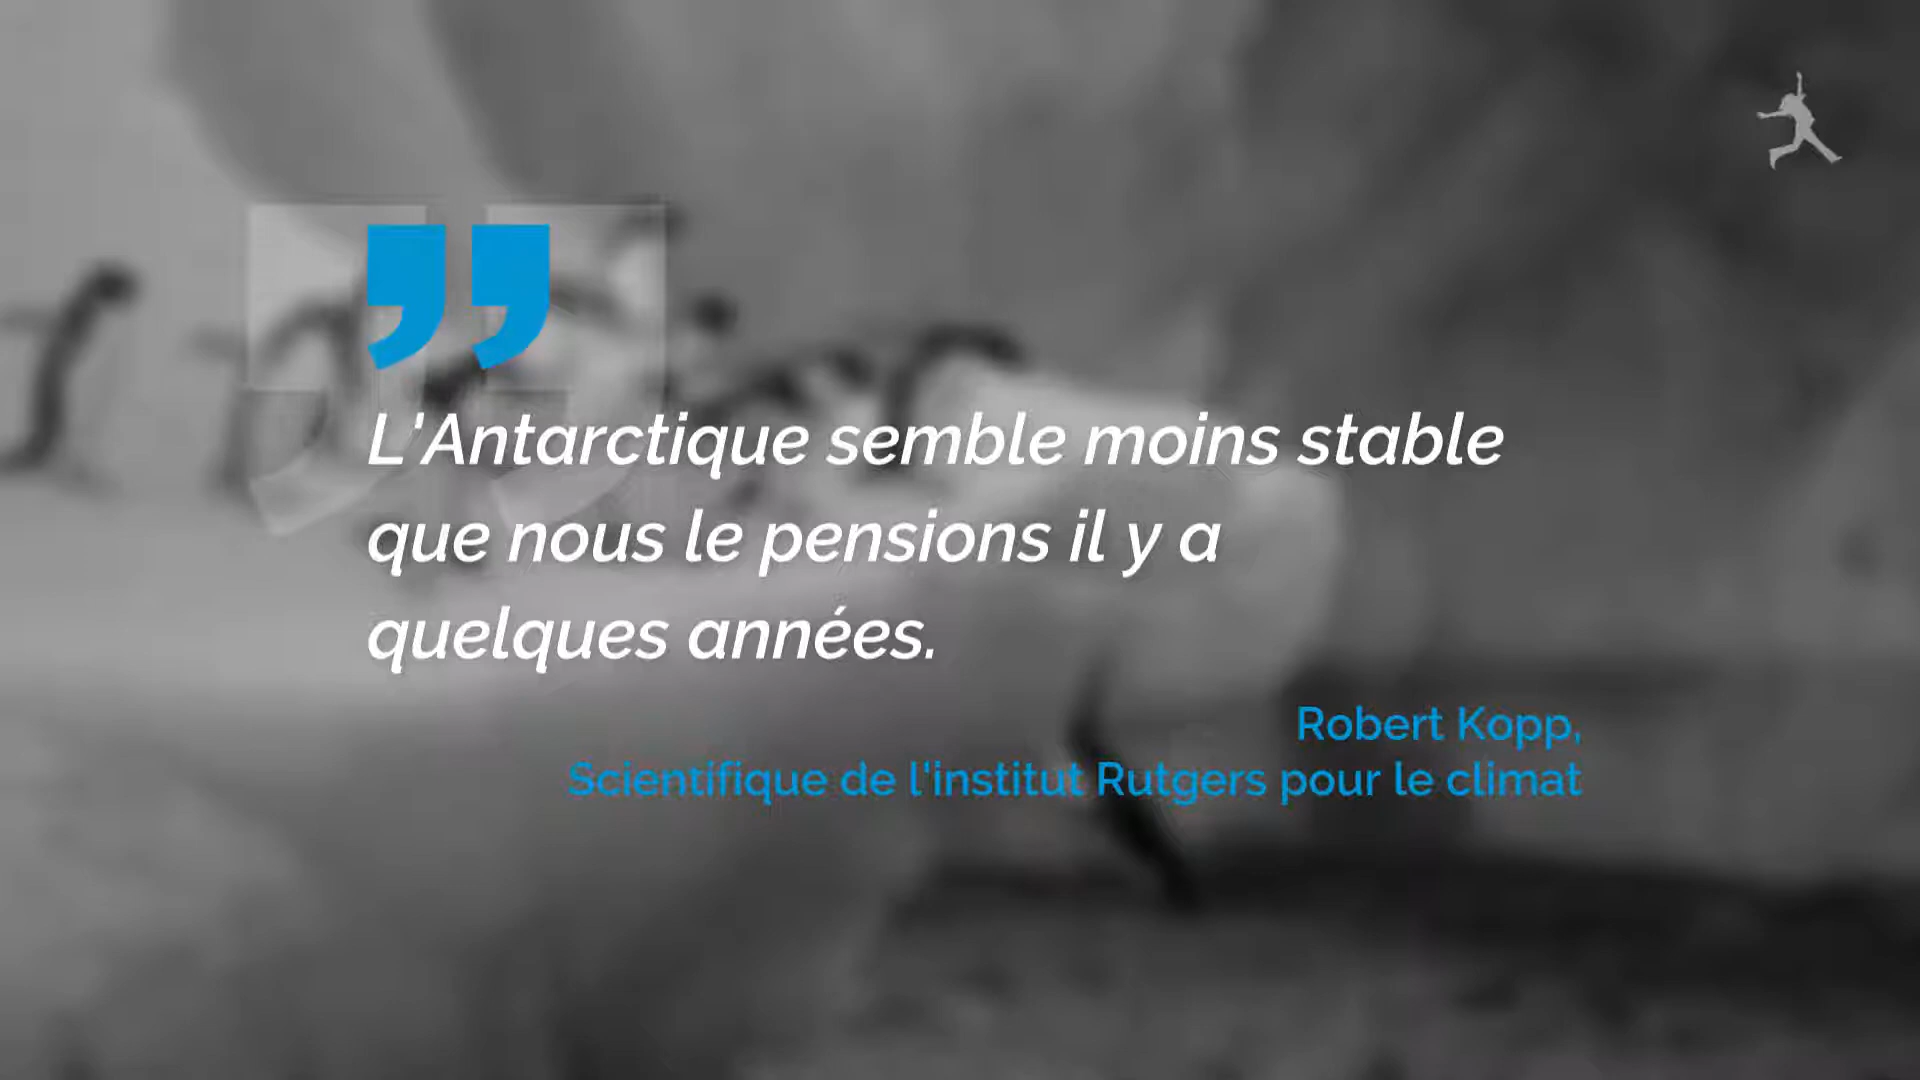 L'Antarctique semble moins stable
que nous le pensions il y a
quelques années.
Robert Kopp,
Scientifique de l'institut Rutgers pour le climat